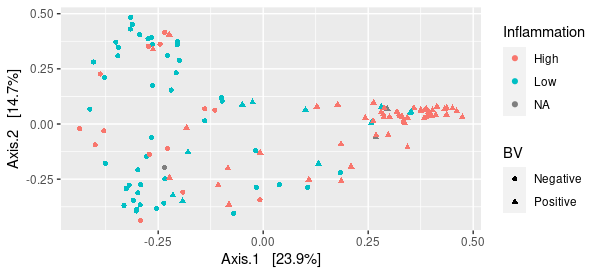 0.50
0.25
0.00
-0.25
Axis.2 [14.7%]
-0.25
0.00
0.25
0.50
Axis.1 [23.9%]
Inflammation
High
Low
NA
BV
Negative
Positive